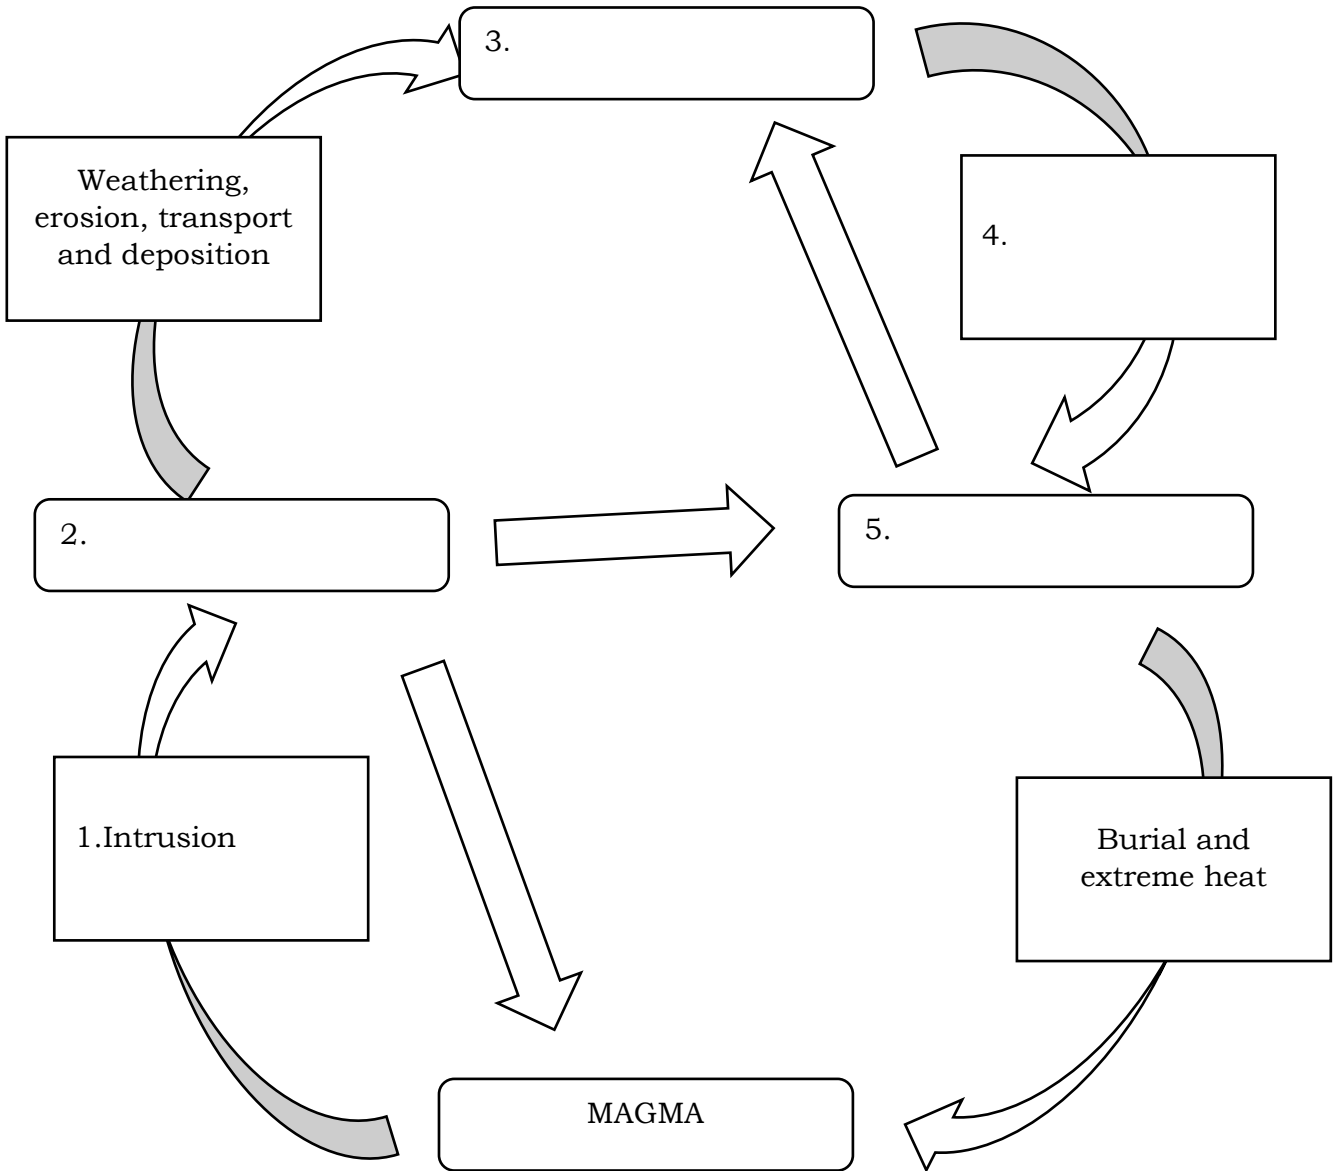 3.
Weathering,
erosion, transport
and deposition
4.
2.
5.
1.Intrusion
Burial and
extreme heat
MAGMA